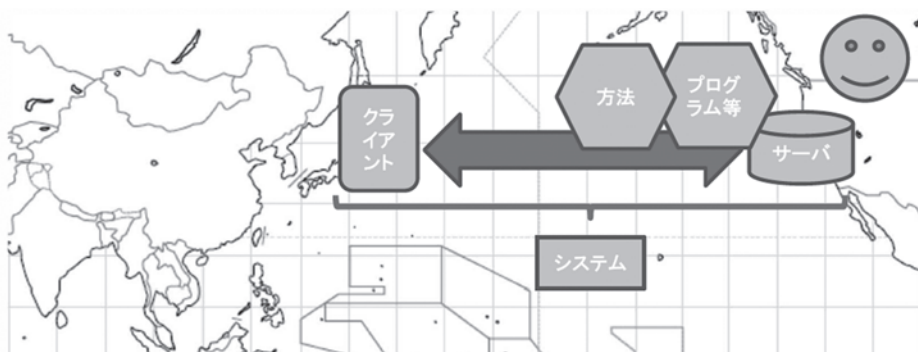 クラ
イア
ント
方法
プログ
ラム等
サーバ
システム